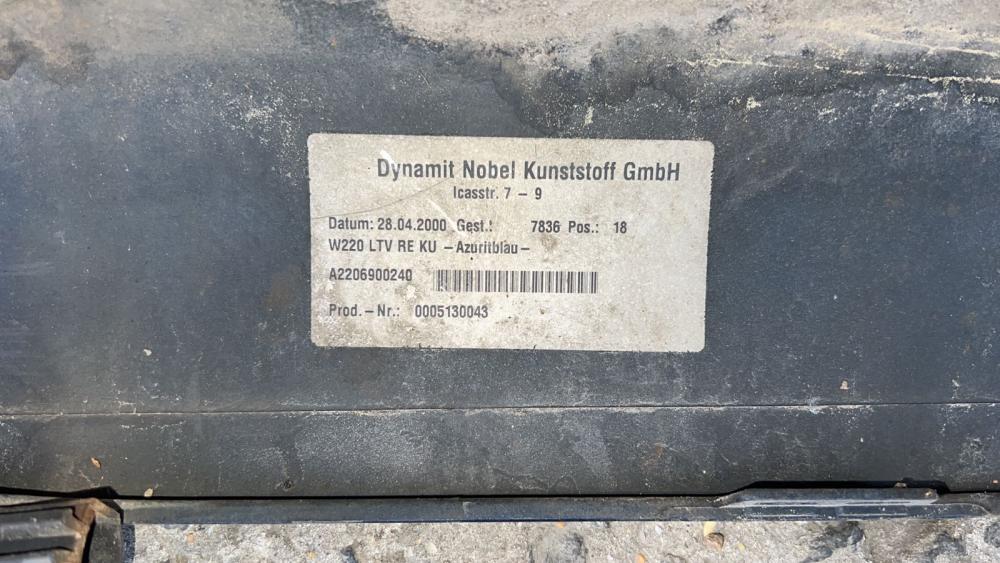 Dynamit Nobel Kunststoff GmbH
Icasstr. 7 - 9
Datum: 28.04.2000 Gest.: 7836 Pos.: 18
W220 LTV RE KU - Azuritblau -
A2206900240
Prod.-Nr.: 0005130043